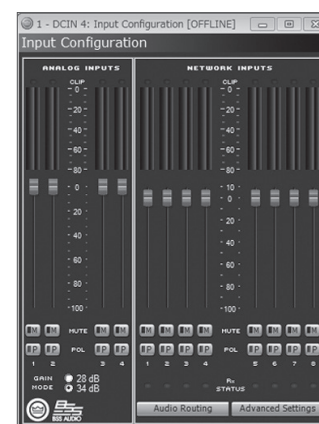 1 - DCIN 4: Input Configuration [OFFLINE]
Input Configuration
ANALOG INPUTS
NETWORK INPUTS
CLIP
CLIP
- 0 -
- 0 -
- 20 -
- 20 -
- 40 -
- 40 -
- 60 -
- 60 -
- 80 -
- 80 -
- 0 -
- 10 -
- 0 -
- 20 -
- 20 -
- 40 -
- 40 -
- 60 -
- 60 -
- 80 -
- 80 -
- 100 -
- 100 -
M M MUTE M M
M M M M MUTE M M M M
P P POL P P
P P P P POL P P P P
1 2 3 4
1 2 3 4 5 6 7 8
GAIN MODE
28 dB
34 dB
Rx STATUS
BSS
BSS AUDIO
Audio Routing
Advanced Settings